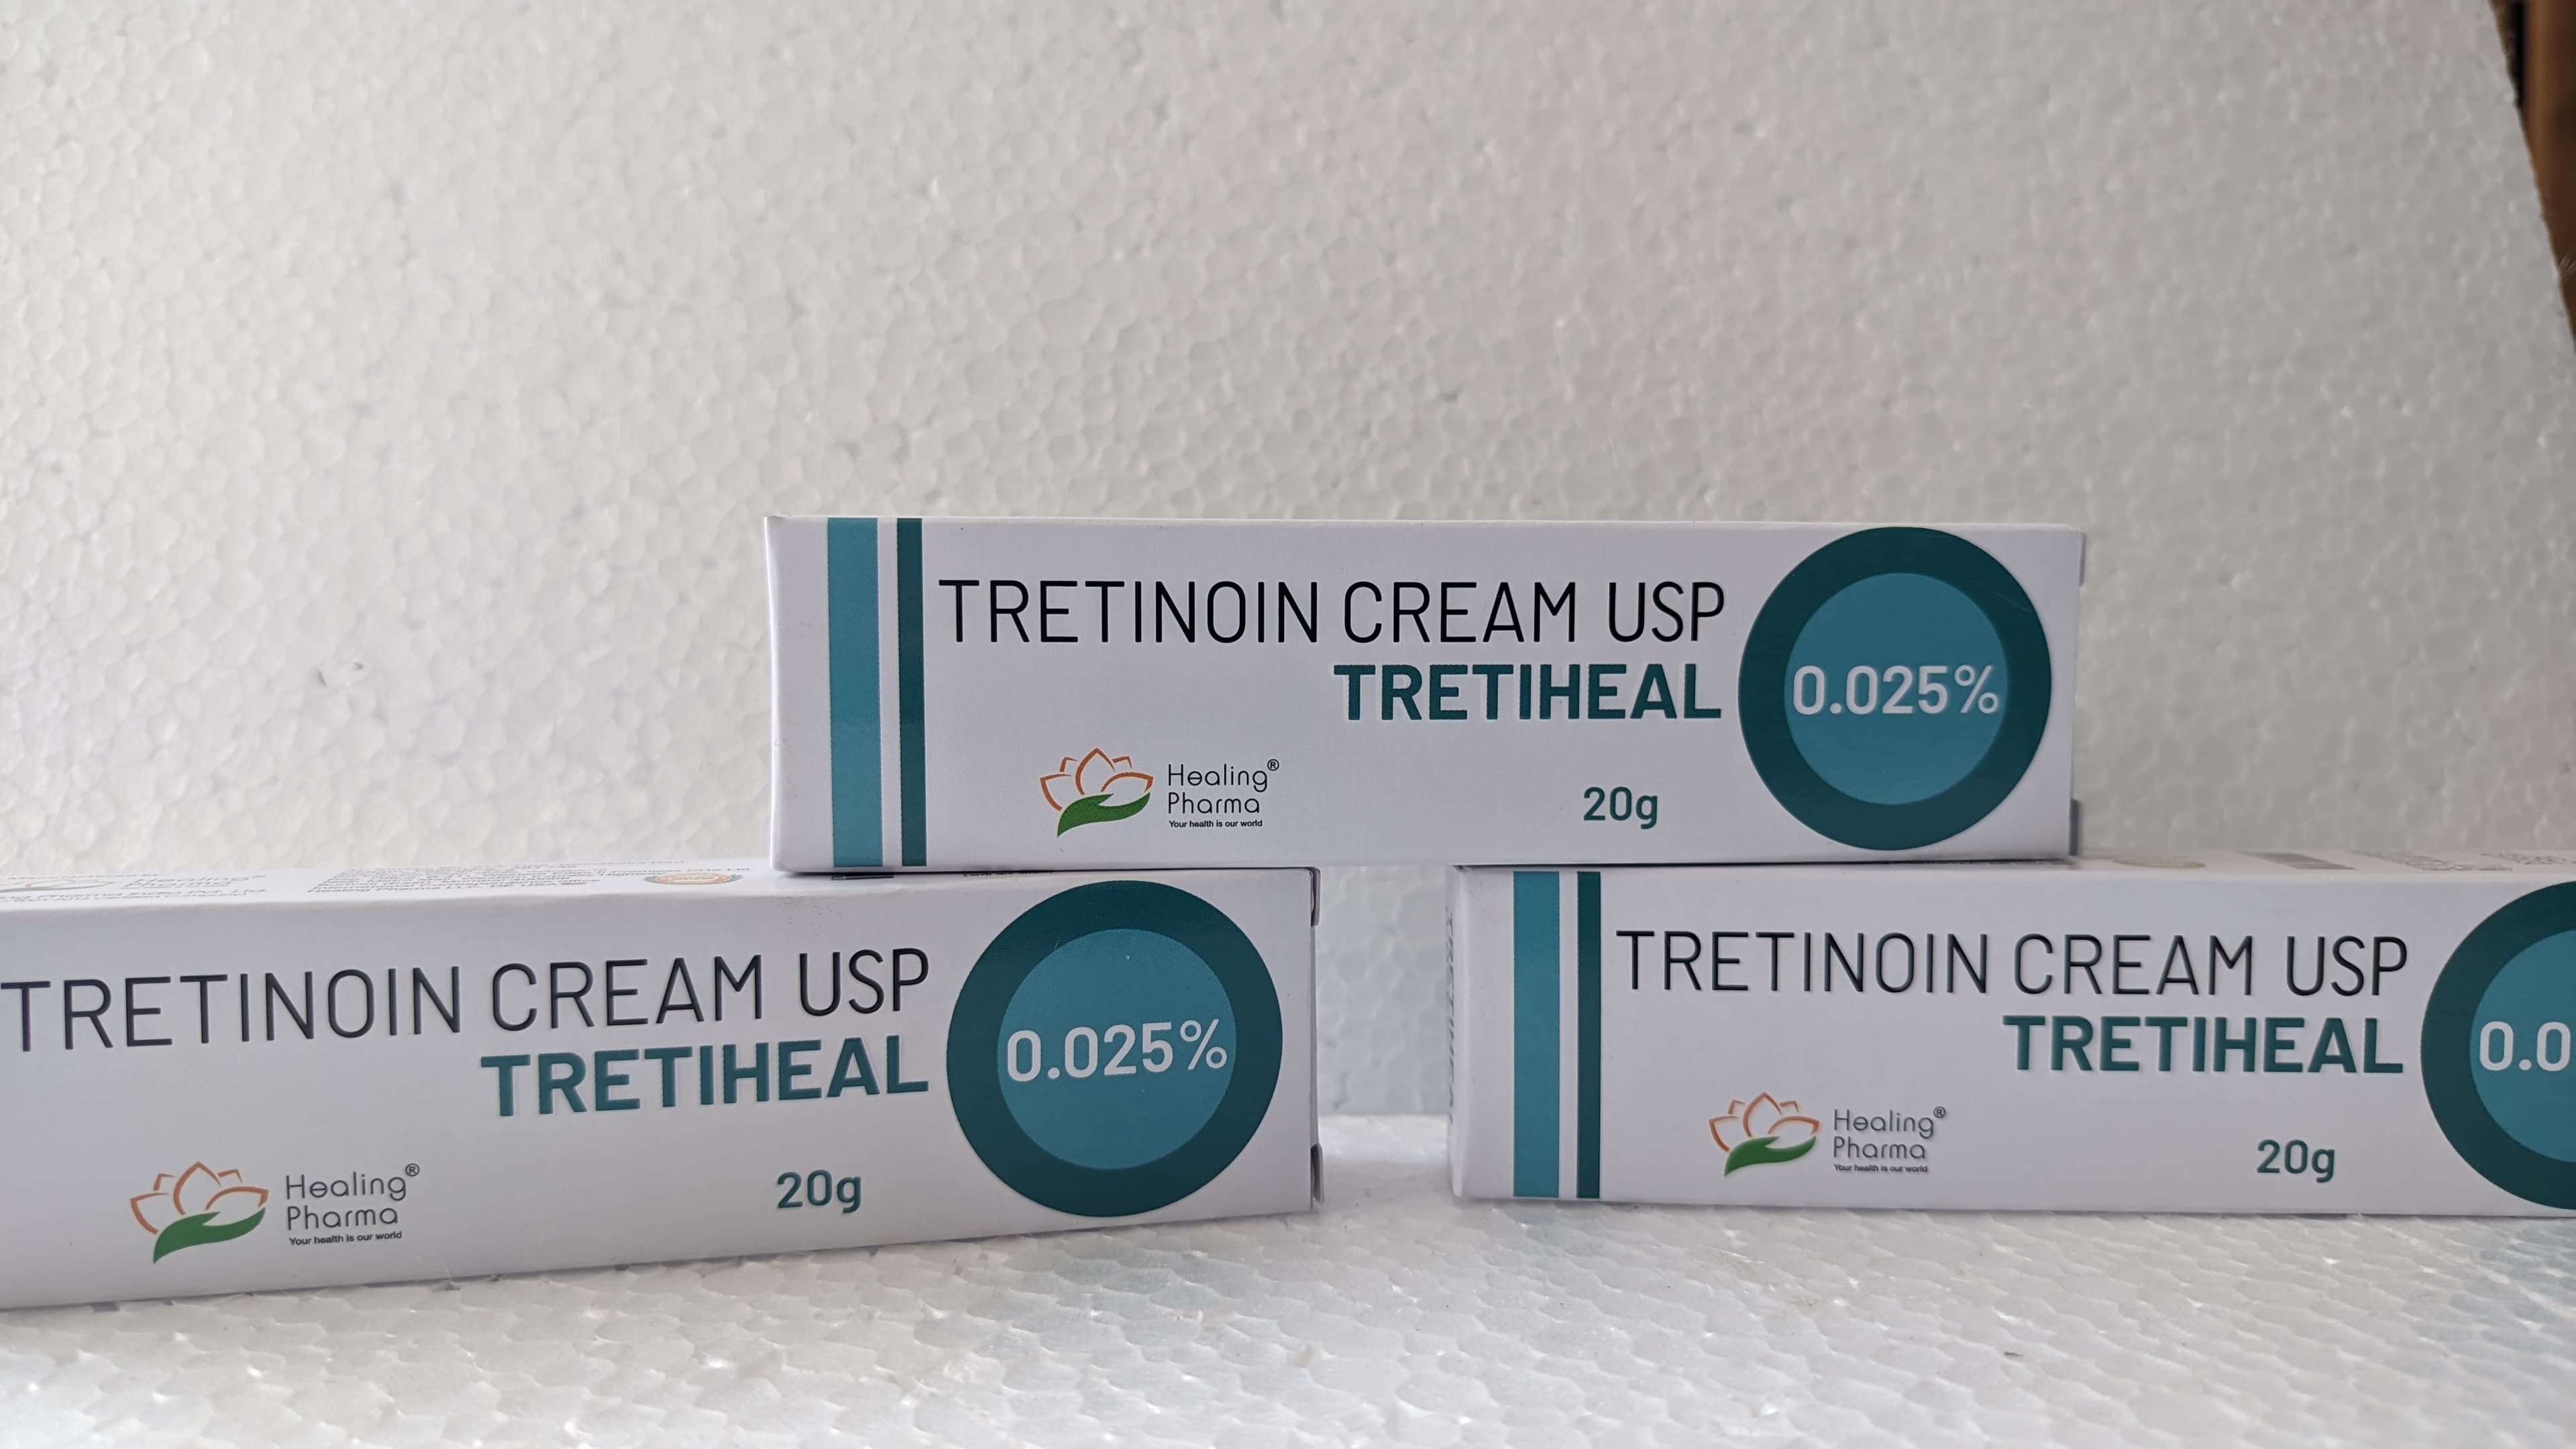 TRETINOIN CREAM USP
TRETIHEAL
0.025%
Healing®
Pharma
Your health is our world
20g
TRETINOIN CREAM USP
TRETIHEAL
0.025%
Healing®
Pharma
Your health is our world
20g
TRETINOIN CREAM USP
TRETIHEAL
0.0
Healing®
Pharma
Your health is our world
20g